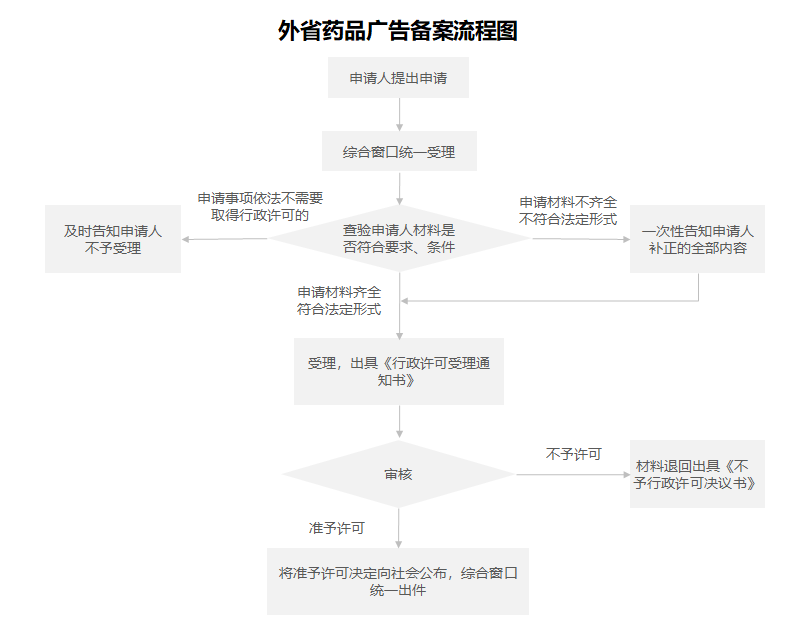 外省药品广告备案流程图
申请人提出申请
综合窗口统一受理
申请事项依法不需要
取得行政许可的
申请材料不齐全
不符合法定形式
及时告知申请人
不予受理
查验申请人材料是
否符合要求、条件
一次性告知申请人
补正的全部内容
申请材料齐全
符合法定形式
受理，出具《行政许可受理通
知书》
审核
不予许可
材料退回出具《不
予行政许可决议书》
准予许可
将准予许可决定向社会公布，综合窗口
统一出件